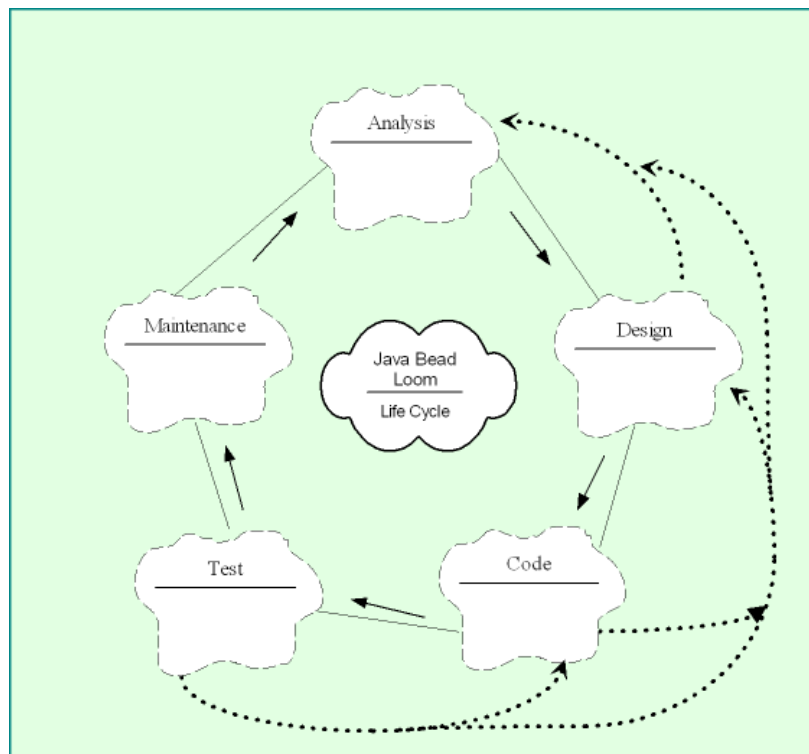 Analysis
Maintenance
Java Bead
Loom
Life Cycle
Design
Test
Code